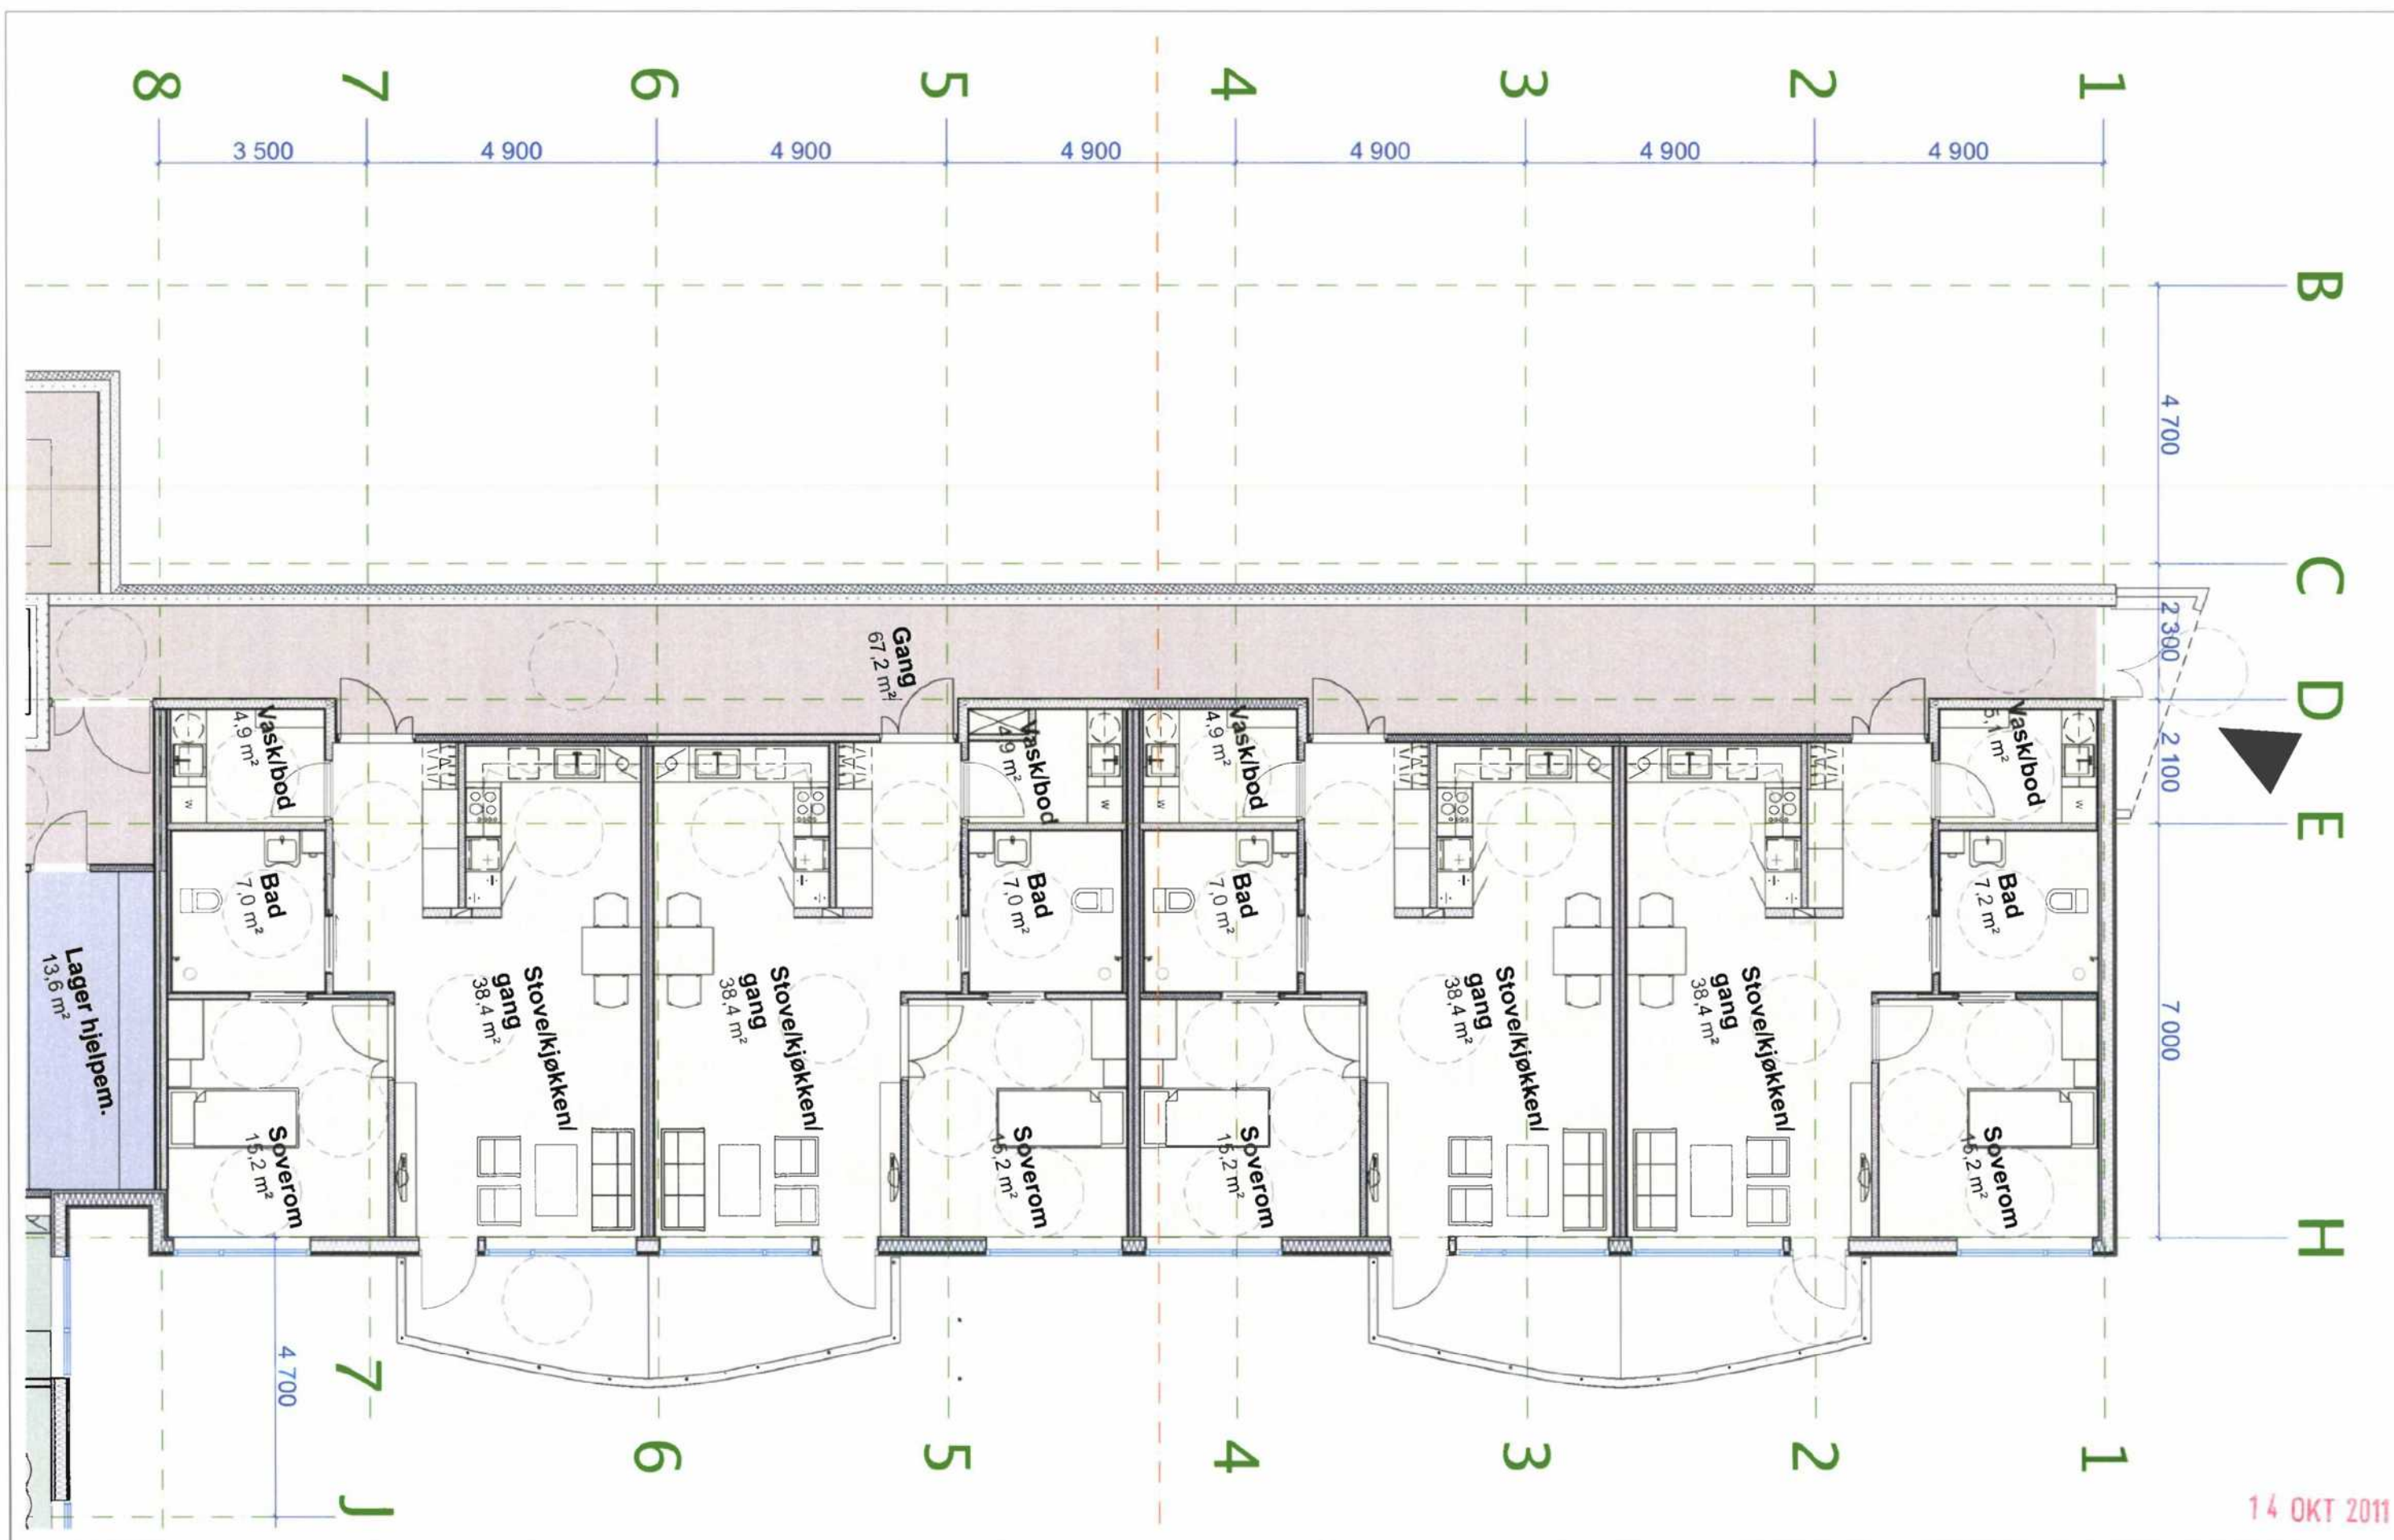 8 7 6 5 4 3 2 1
3 500 4 900 4 900 4 900 4 900 4 900 4 900
B
4 700
C
2 300
D
2 100
E
7 000
H
Gang
67,2 m²
Vask/bod
4,9 m²
Vask/bod
4,9 m²
Vask/bod
4,9 m²
Vask/bod
5,1 m²
W
W
W
W
Bad
7,0 m²
Bad
7,0 m²
Bad
7,0 m²
Bad
7,2 m²
Lager hjelpem.
13,6 m²
Stove/kjøkken/
gang
38,4 m²
Stove/kjøkken/
gang
38,4 m²
Stove/kjøkken/
gang
38,4 m²
Stove/kjøkken/
gang
38,4 m²
Soverom
15,2 m²
Soverom
15,2 m²
Soverom
15,2 m²
Soverom
15,2 m²
4 700
7 6 5 4 3 2 1
J
14 OKT 2011